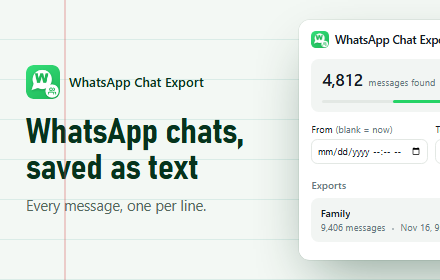 WhatsApp Chat Export
WhatsApp chats,
saved as text
Every message, one per line.
WhatsApp Chat Expo
4,812 messages found
From (blank = now) T
mm/dd/yyyy --:-- --
Exports
Family
9,406 messages • Nov 16, 9